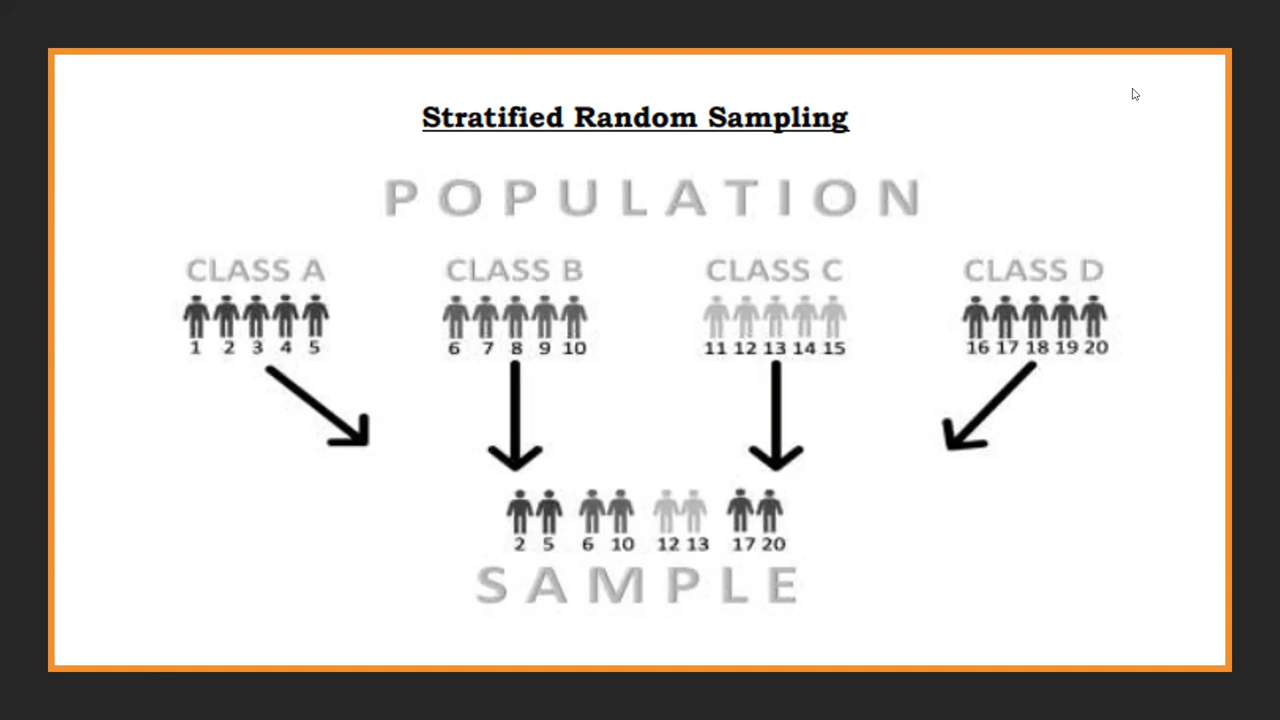 Stratified Random Sampling
POPULATION
CLASS A CLASS B CLASS C CLASS D
1 2 3 4 5 6 7 8 9 10 11 12 13 14 15 16 17 18 19 20
2 5 6 10 12 13 17 20
SAMPLE